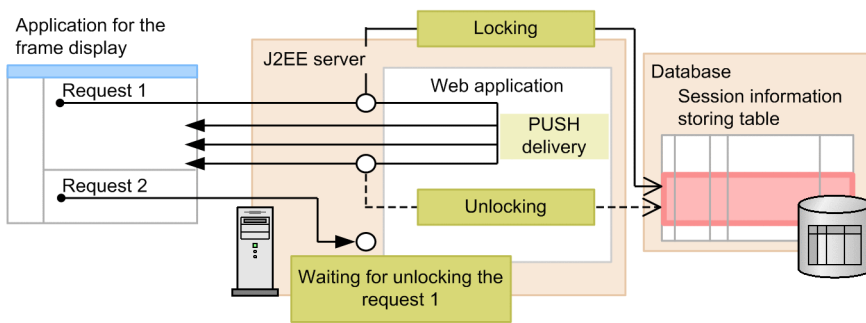 Application for the
frame display
Request 1
Request 2
Locking
J2EE server
Web application
PUSH
delivery
Unlocking
Waiting for unlocking the
request 1
Database
Session information
storing table